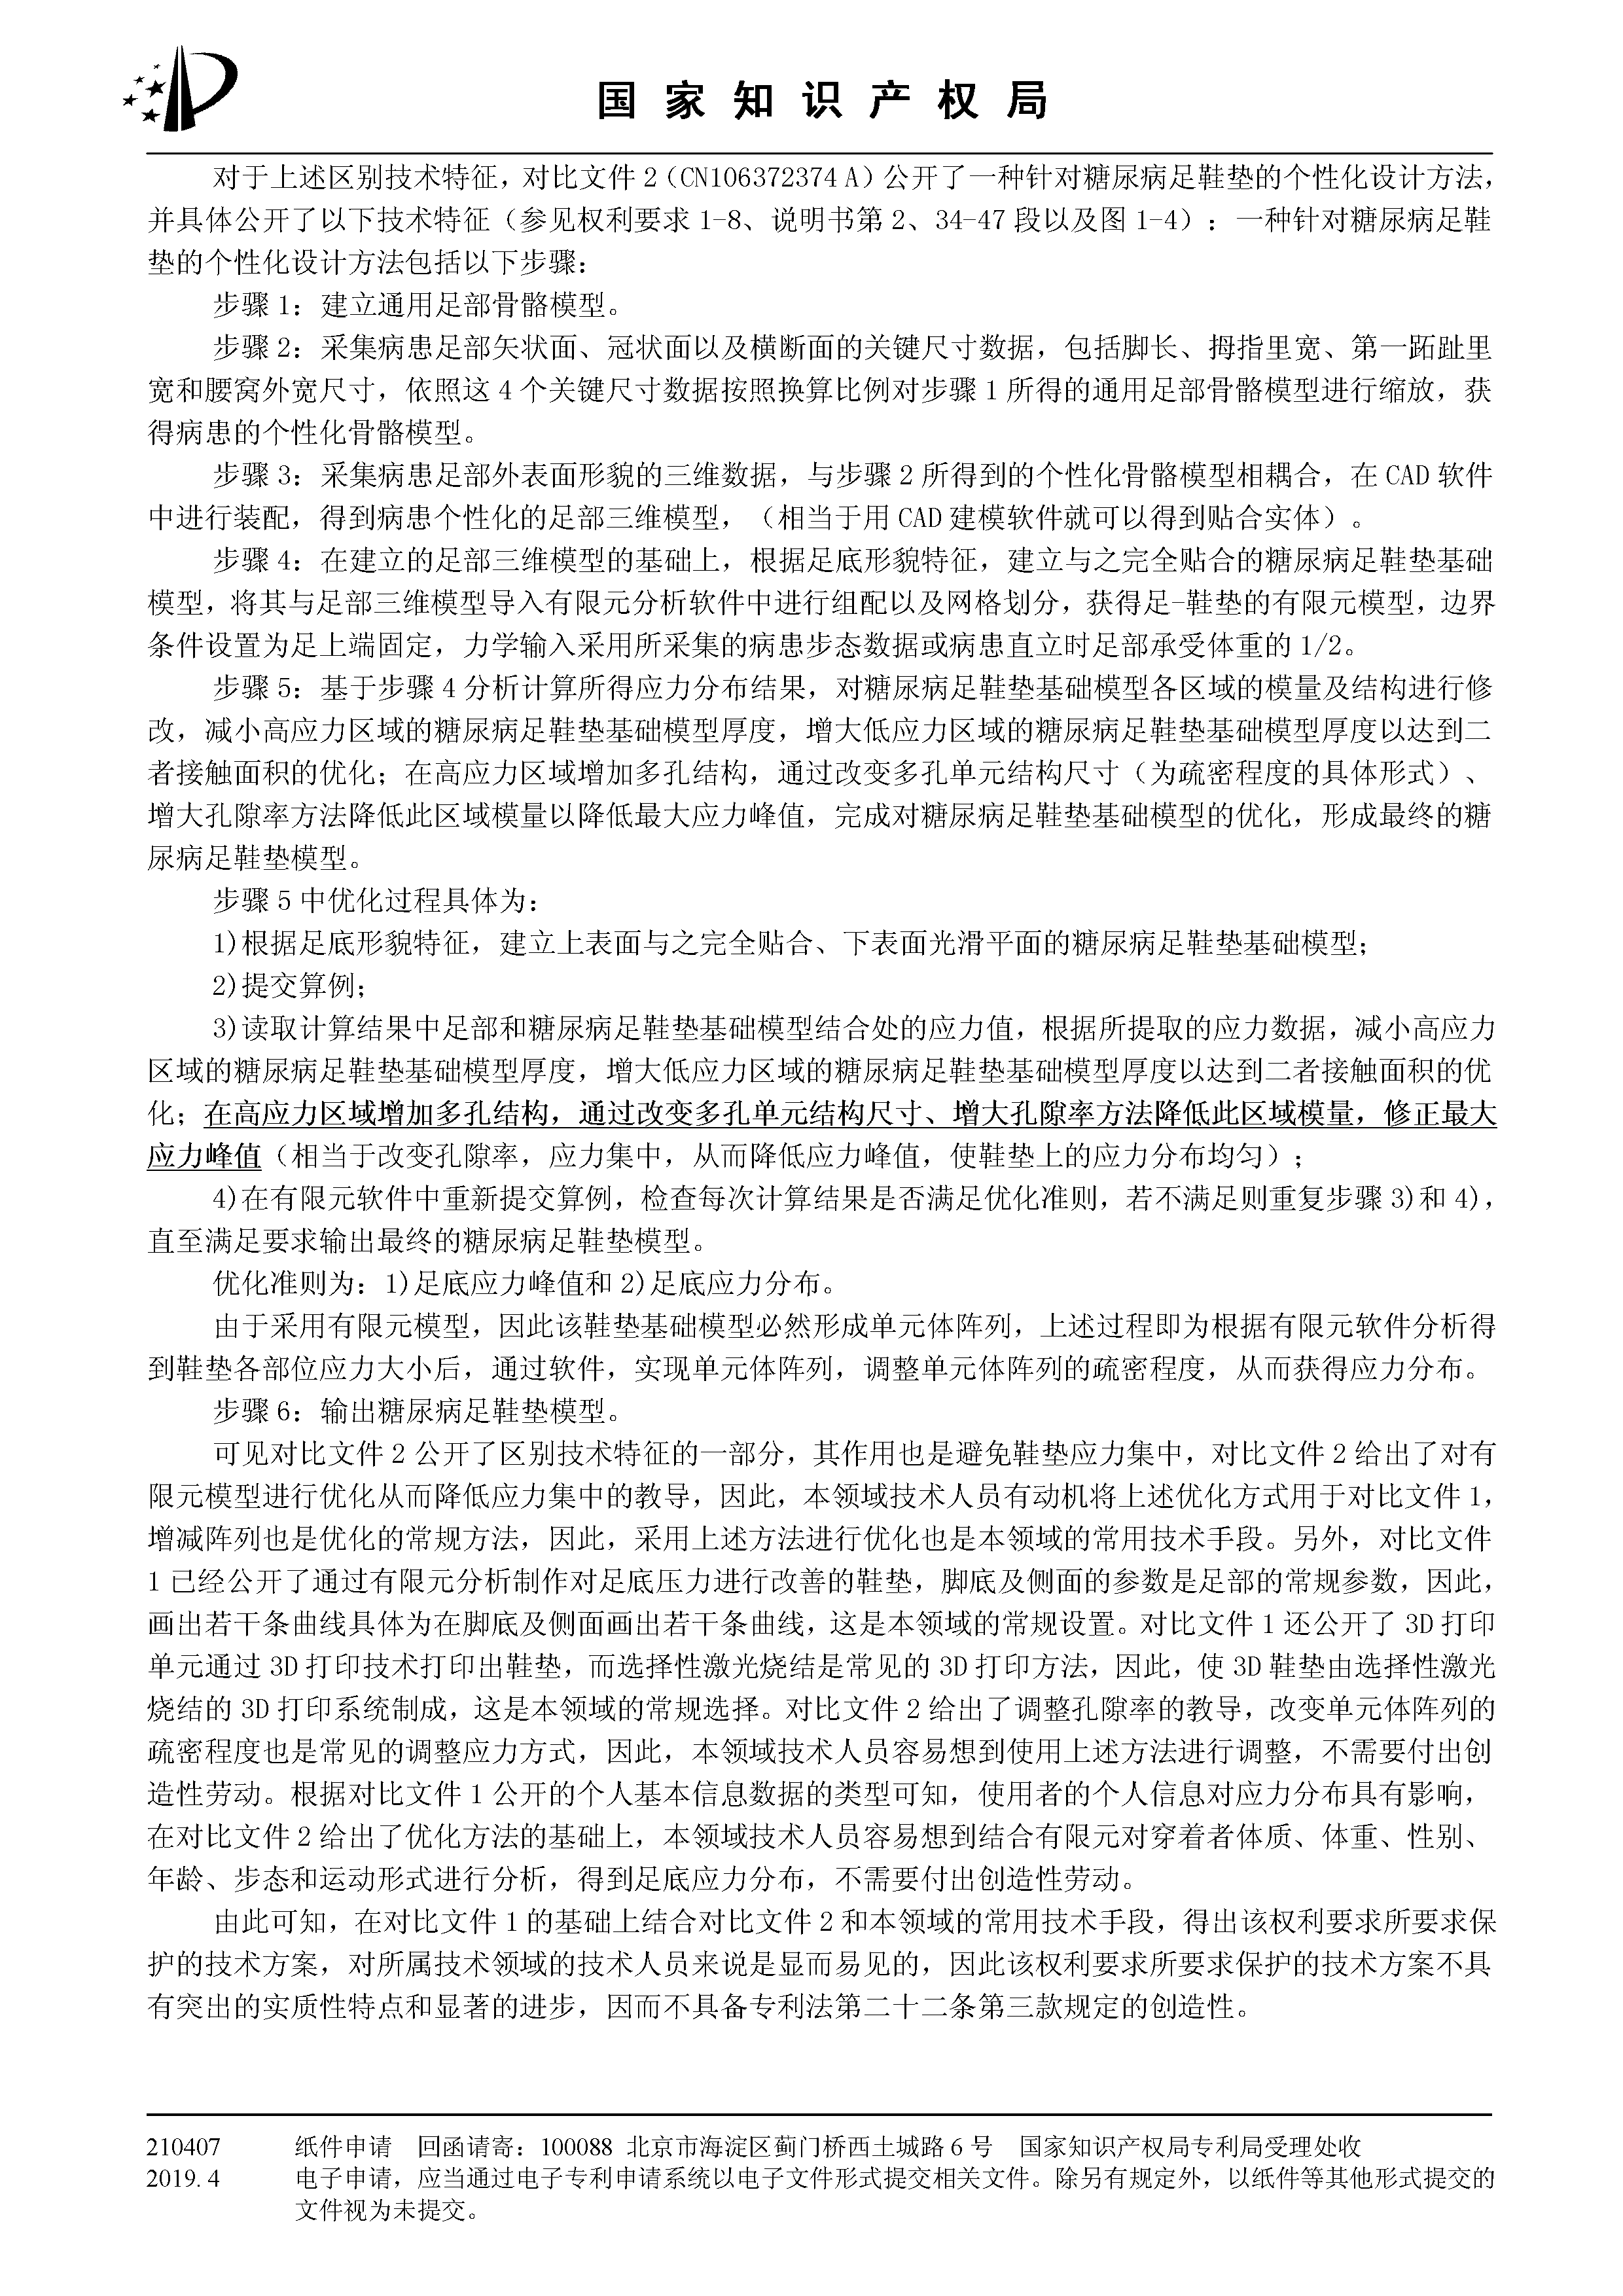 国家知识产权局
对于上述区别技术特征，对比文件 2（CN106372374 A）公开了一种针对糖尿病足鞋垫的个性化设计方法，
并具体公开了以下技术特征（参见权利要求 1-8、说明书第 2、34-47 段以及图 1-4）：一种针对糖尿病足鞋
垫的个性化设计方法包括以下步骤：
步骤 1：建立通用足部骨骼模型。
步骤 2：采集病患足部矢状面、冠状面以及横断面的关键尺寸数据，包括脚长、拇指里宽、第一跖趾里
宽和腰窝外宽尺寸，依照这 4 个关键尺寸数据按照换算比例对步骤 1 所得的通用足部骨骼模型进行缩放，获
得病患的个性化骨骼模型。
步骤 3：采集病患足部外表面形貌的三维数据，与步骤 2 所得到的个性化骨骼模型相耦合，在 CAD 软件
中进行装配，得到病患个性化的足部三维模型，（相当于用 CAD 建模软件就可以得到贴合实体）。
步骤 4：在建立的足部三维模型的基础上，根据足底形貌特征，建立与之完全贴合的糖尿病足鞋垫基础
模型，将其与足部三维模型导入有限元分析软件中进行组配以及网格划分，获得足-鞋垫的有限元模型，边界
条件设置为足上端固定，力学输入采用所采集的病患步态数据或病患直立时足部承受体重的 1/2。
步骤 5：基于步骤 4 分析计算所得应力分布结果，对糖尿病足鞋垫基础模型各区域的模量及结构进行修
改，减小高应力区域的糖尿病足鞋垫基础模型厚度，增大低应力区域的糖尿病足鞋垫基础模型厚度以达到二
者接触面积的优化；在高应力区域增加多孔结构，通过改变多孔单元结构尺寸（为疏密程度的具体形式）、
增大孔隙率方法降低此区域模量以降低最大应力峰值，完成对糖尿病足鞋垫基础模型的优化，形成最终的糖
尿病足鞋垫模型。
步骤 5 中优化过程具体为：
1)根据足底形貌特征，建立上表面与之完全贴合、下表面光滑平面的糖尿病足鞋垫基础模型；
2)提交算例；
3)读取计算结果中足部和糖尿病足鞋垫基础模型结合处的应力值，根据所提取的应力数据，减小高应力
区域的糖尿病足鞋垫基础模型厚度，增大低应力区域的糖尿病足鞋垫基础模型厚度以达到二者接触面积的优
化；在高应力区域增加多孔结构，通过改变多孔单元结构尺寸、增大孔隙率方法降低此区域模量，修正最大
应力峰值（相当于改变孔隙率，应力集中，从而降低应力峰值，使鞋垫上的应力分布均匀）；
4)在有限元软件中重新提交算例，检查每次计算结果是否满足优化准则，若不满足则重复步骤 3)和 4)，
直至满足要求输出最终的糖尿病足鞋垫模型。
优化准则为：1)足底应力峰值和 2)足底应力分布。
由于采用有限元模型，因此该鞋垫基础模型必然形成单元体阵列，上述过程即为根据有限元软件分析得
到鞋垫各部位应力大小后，通过软件，实现单元体阵列，调整单元体阵列的疏密程度，从而获得应力分布。
步骤 6：输出糖尿病足鞋垫模型。
可见对比文件 2 公开了区别技术特征的一部分，其作用也是避免鞋垫应力集中，对比文件 2 给出了对有
限元模型进行优化从而降低应力集中的教导，因此，本领域技术人员有动机将上述优化方式用于对比文件 1，
增减阵列也是优化的常规方法，因此，采用上述方法进行优化也是本领域的常用技术手段。另外，对比文件
1 已经公开了通过有限元分析制作对足底压力进行改善的鞋垫，脚底及侧面的参数是足部的常规参数，因此，
画出若干条曲线具体为在脚底及侧面画出若干条曲线，这是本领域的常规设置。对比文件 1 还公开了 3D 打印
单元通过 3D 打印技术打印出鞋垫，而选择性激光烧结是常见的 3D 打印方法，因此，使 3D 鞋垫由选择性激光
烧结的 3D 打印系统制成，这是本领域的常规选择。对比文件 2 给出了调整孔隙率的教导，改变单元体阵列的
疏密程度也是常见的调整应力方式，因此，本领域技术人员容易想到使用上述方法进行调整，不需要付出创
造性劳动。根据对比文件 1 公开的个人基本信息数据的类型可知，使用者的个人信息对应力分布具有影响，
在对比文件 2 给出了优化方法的基础上，本领域技术人员容易想到结合有限元对穿着者体质、体重、性别、
年龄、步态和运动形式进行分析，得到足底应力分布，不需要付出创造性劳动。
由此可知，在对比文件 1 的基础上结合对比文件 2 和本领域的常用技术手段，得出该权利要求所要求保
护的技术方案，对所属技术领域的技术人员来说是显而易见的，因此该权利要求所要求保护的技术方案不具
有突出的实质性特点和显著的进步，因而不具备专利法第二十二条第三款规定的创造性。
210407 纸件申请 回函请寄：100088 北京市海淀区蓟门桥西土城路 6 号 国家知识产权局专利局受理处收
2019.4 电子申请，应当通过电子专利申请系统以电子文件形式提交相关文件。除另有规定外，以纸件等其他形式提交的
文件视为未提交。